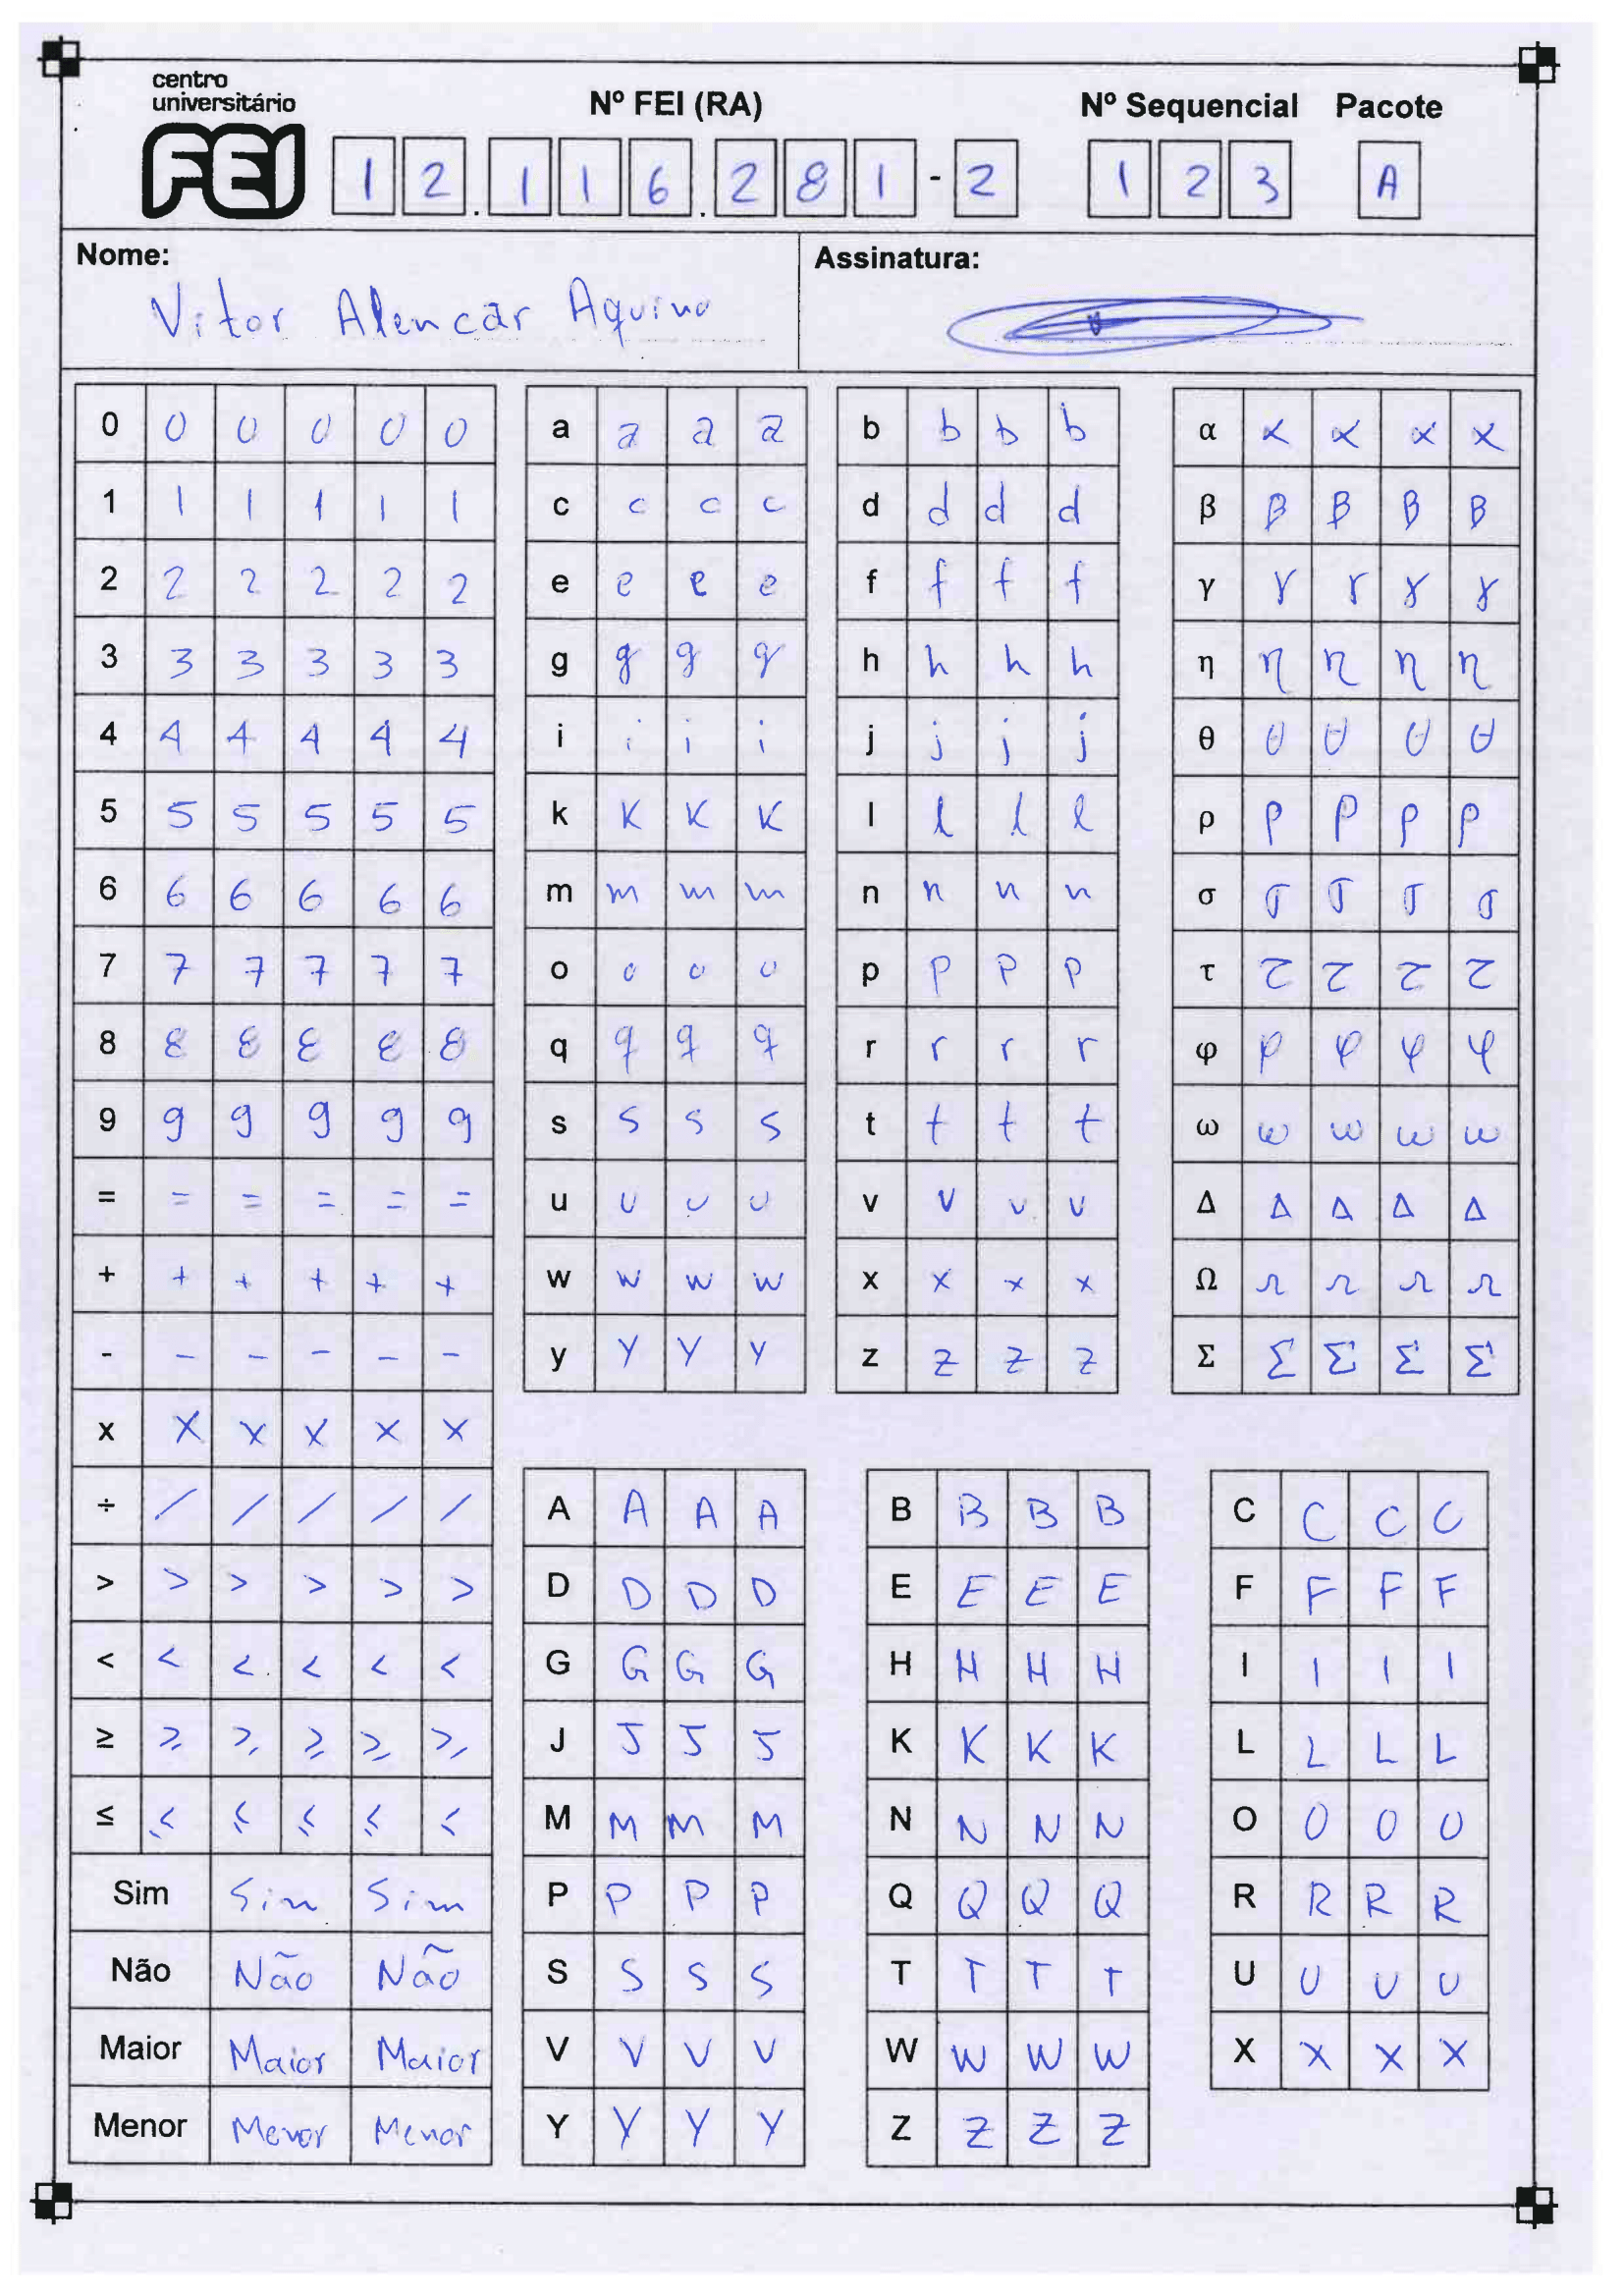 centro
universitário
FEI
Nº FEI (RA) Nº Sequencial Pacote
12.116.281-2 123 A
Nome: Assinatura:
Vitor Alencar Aquino
0 0 0 0 0 0 a a a a b b b b α α α α α
1 1 1 1 1 1 c c c c d d d d β β β β β
2 2 2 2 2 2 e e e e f f f f γ γ γ γ γ
3 3 3 3 3 3 g g g g h h h h η η η η η
4 4 4 4 4 4 i i i i j j j j θ θ θ θ θ
5 5 5 5 5 5 k k k k l l l l ρ ρ ρ ρ ρ
6 6 6 6 6 6 m m m m n n n n σ σ σ σ σ
7 7 7 7 7 7 o o o o p p p p τ τ τ τ τ
8 8 8 8 8 8 q q q q r r r r φ φ φ φ φ
9 9 9 9 9 9 s s s s t t t t ω ω ω ω ω
= = = = = = u u u u v v v v Δ Δ Δ Δ Δ
+ + + + + + w w w w x x x x Ω Ω Ω Ω Ω
- - - - - - y y y y z z z z Σ Σ Σ Σ Σ
x x x x x x
÷ / / / / / A A A A B B B B C C C C
> > > > > > D D D D E E E E F F F F
< < < < < < G G G G H H H H I I I I
≥ ≥ ≥ ≥ ≥ ≥ J J J J K K K K L L L L
≤ ≤ ≤ ≤ ≤ ≤ M M M M N N N N O O O O
Sim Sim Sim P P P P Q Q Q Q R R R R
Não Não Não S S S S T T T T U U U U
Maior Maior Maior V V V V W W W W X X X X
Menor Menor Menor Y Y Y Y Z Z Z Z